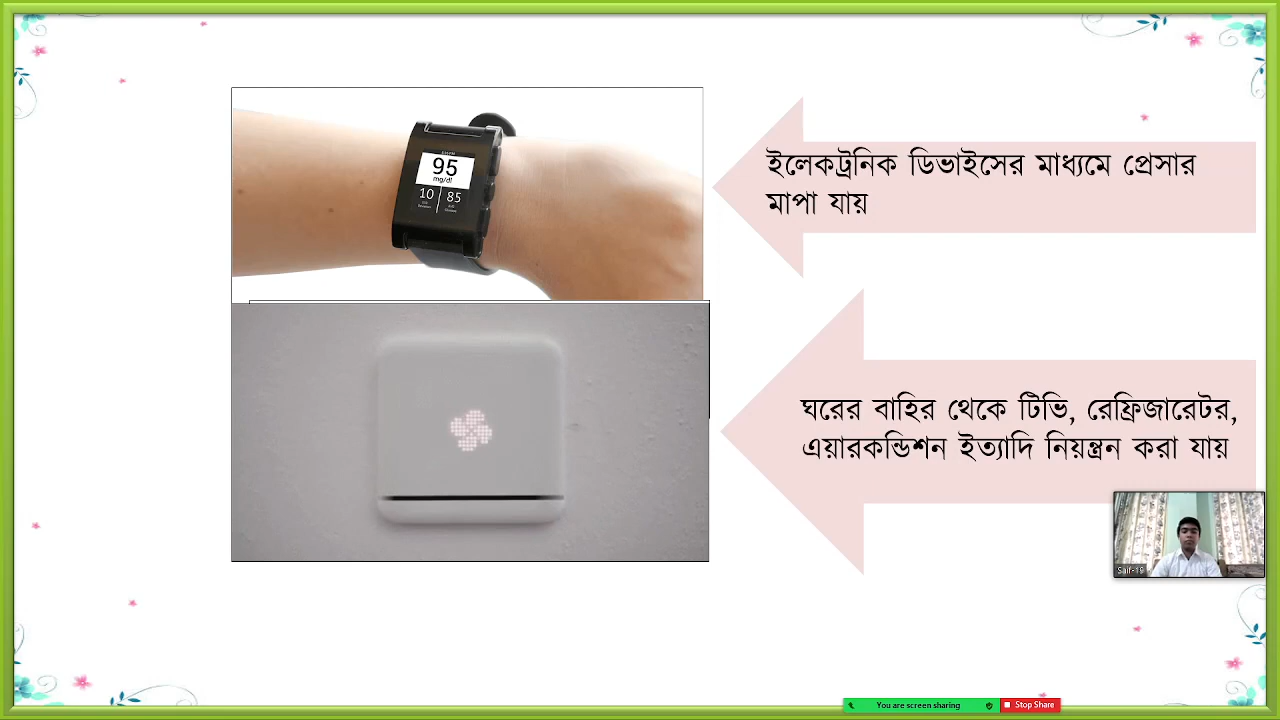 95
mg/dl
10 85
ইলেকট্রনিক ডিভাইসের মাধ্যমে প্রেসার
মাপা যায়
ঘরের বাহির থেকে টিভি, রেফ্রিজারেটর,
এয়ারকন্ডিশন ইত্যাদি নিয়ন্ত্রন করা যায়
Saif-19
You are screen sharing
Stop Share